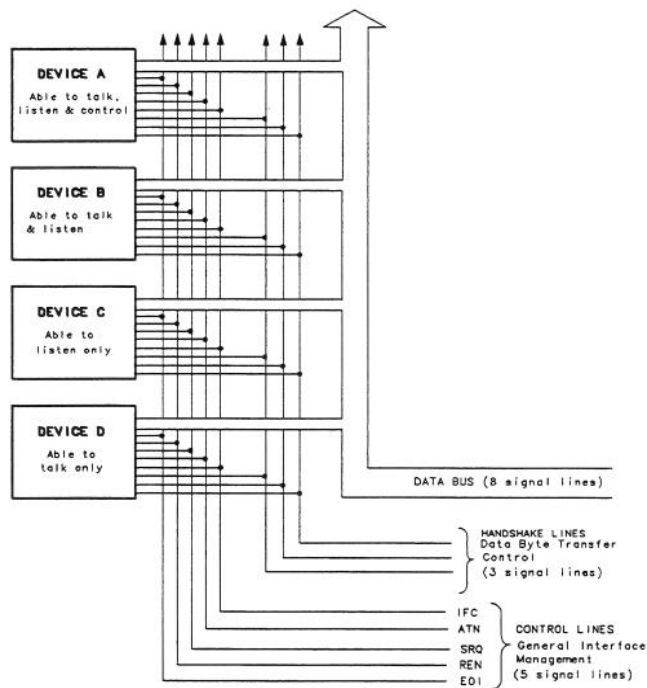 DEVICE A
Able to talk,
listen & control
DEVICE B
Able to talk
& listen
DEVICE C
Able to
listen only
DEVICE D
Able to
talk only
DATA BUS (8 signal lines)
HANDSHAKE LINES
Data Byte Transfer
Control
(3 signal lines)
IFC
ATN
SRQ
REN
EOI
CONTROL LINES
General Interface
Management
(5 signal lines)